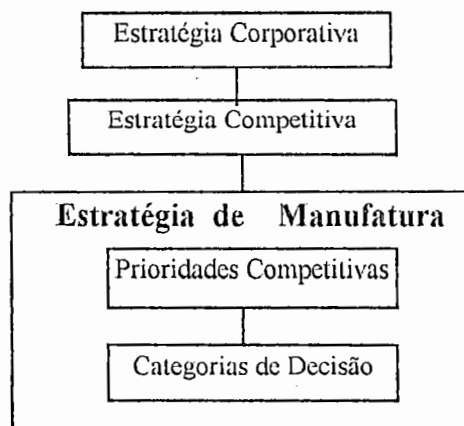 Estratégia Corporativa
Estratégia Competitiva
Estratégia de Manufatura
Prioridades Competitivas
Categorias de Decisão